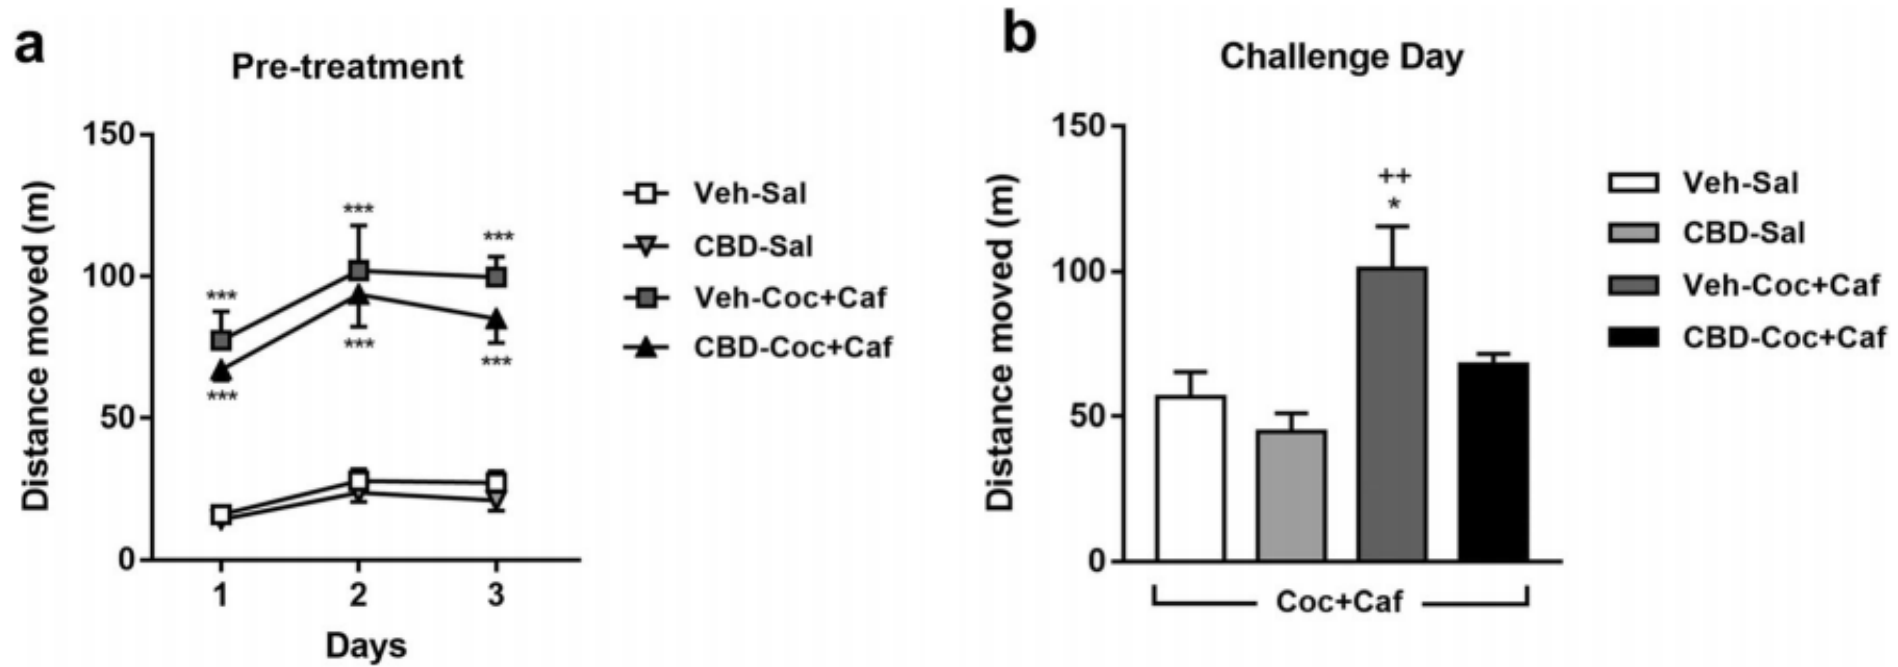 a
Pre-treatment
150
100
50
0
Distance moved (m)
***
***
***
***
***
***
1 2 3
Days
Veh-Sal
CBD-Sal
Veh-Coc+Caf
CBD-Coc+Caf
b
Challenge Day
150
100
50
0
Distance moved (m)
++
*
Coc+Caf
Veh-Sal
CBD-Sal
Veh-Coc+Caf
CBD-Coc+Caf